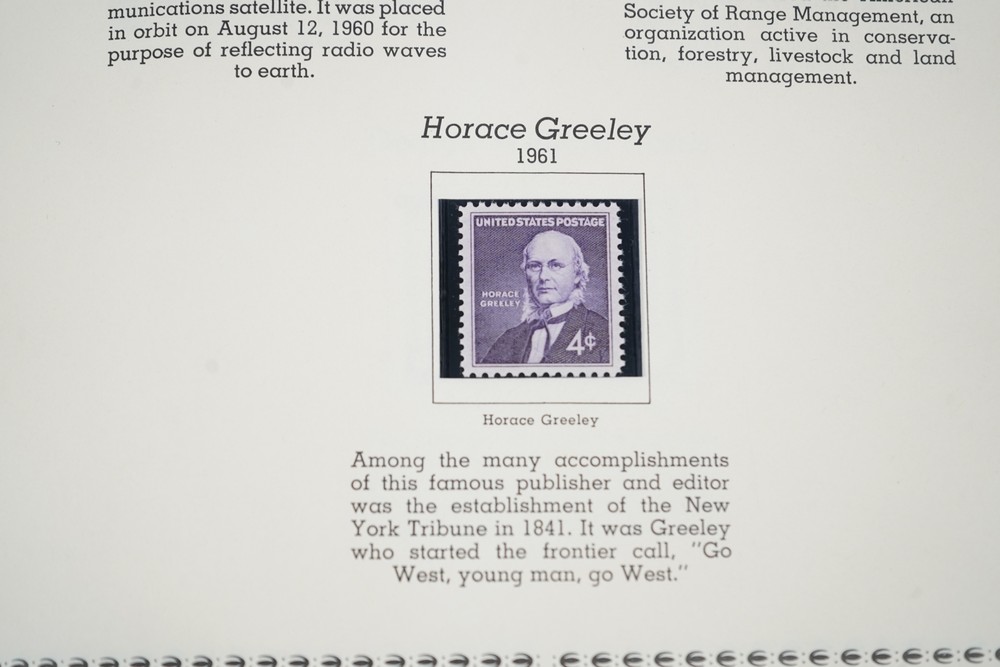 munications satellite. It was placed
in orbit on August 12, 1960 for the
purpose of reflecting radio waves
to earth.
Society of Range Management, an
organization active in conserva-
tion, forestry, livestock and land
management.
Horace Greeley
1961
UNITED STATES POSTAGE
HORACE
GREELEY
4¢
Horace Greeley
Among the many accomplishments
of this famous publisher and editor
was the establishment of the New
York Tribune in 1841. It was Greeley
who started the frontier call, "Go
West, young man, go West."